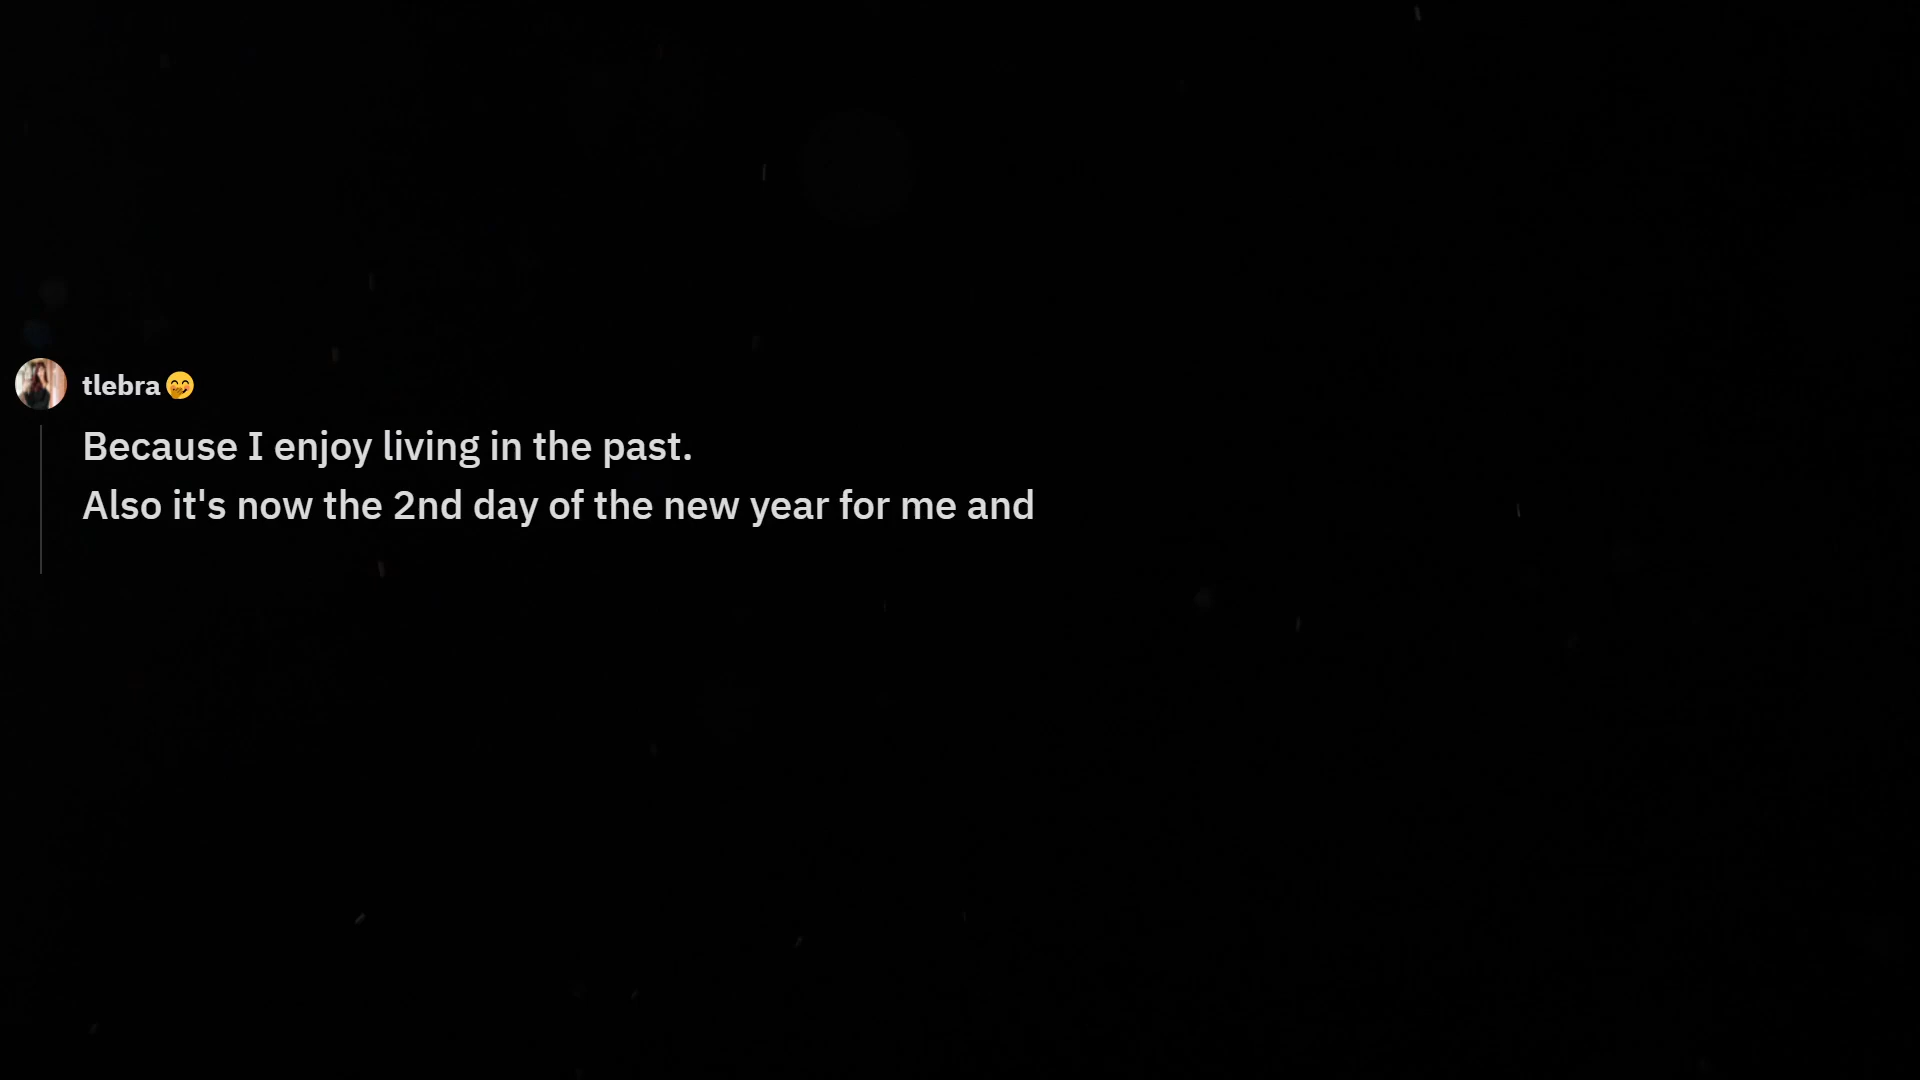 tlebra🤭
Because I enjoy living in the past.
Also it's now the 2nd day of the new year for me and